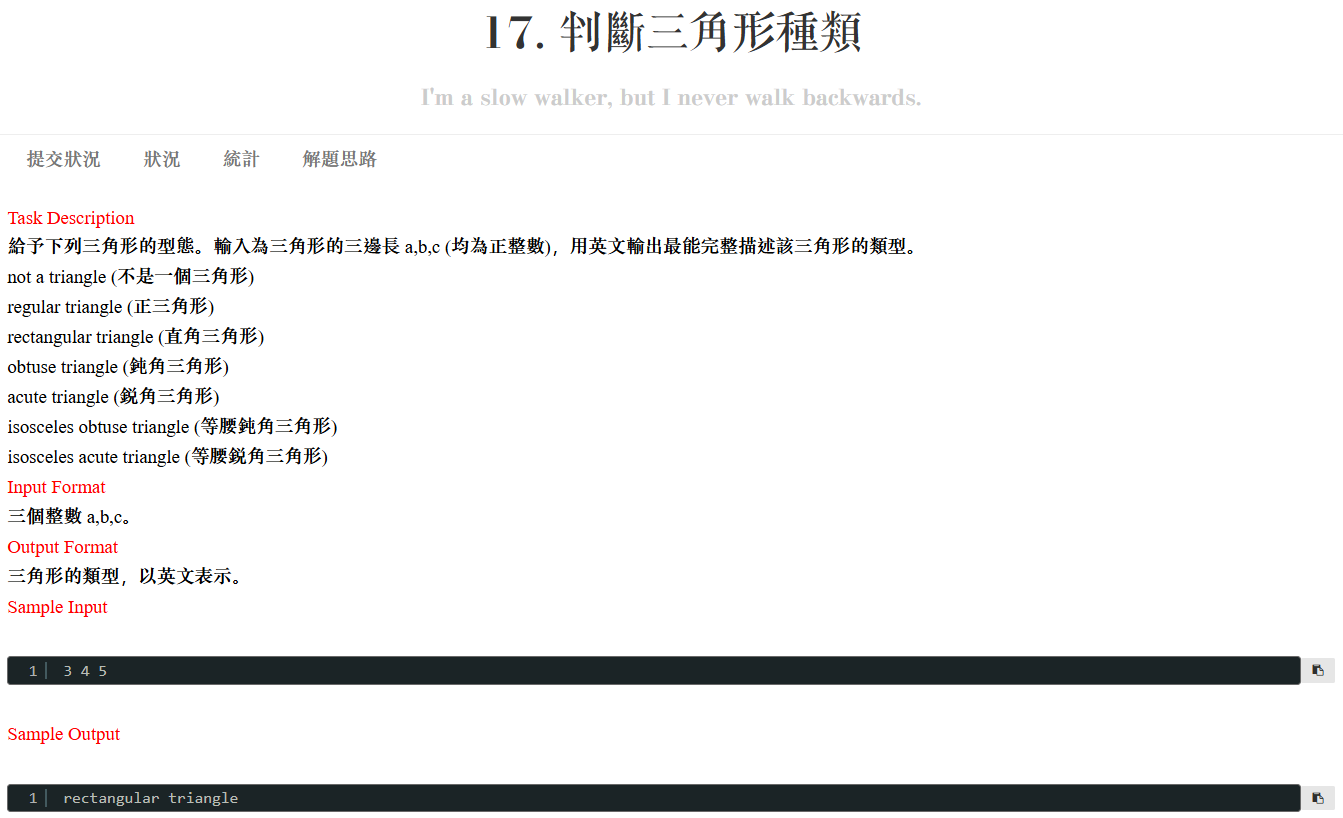 17. 判斷三角形種類
I'm a slow walker, but I never walk backwards.
提交狀況 狀況 統計 解題思路
Task Description
給予下列三角形的型態。輸入為三角形的三邊長 a,b,c (均為正整數)，用英文輸出最能完整描述該三角形的類型。
not a triangle (不是一個三角形)
regular triangle (正三角形)
rectangular triangle (直角三角形)
obtuse triangle (鈍角三角形)
acute triangle (鋭角三角形)
isosceles obtuse triangle (等腰鈍角三角形)
isosceles acute triangle (等腰鋭角三角形)
Input Format
三個整數 a,b,c。
Output Format
三角形的類型，以英文表示。
Sample Input
1 3 4 5
Sample Output
1 rectangular triangle